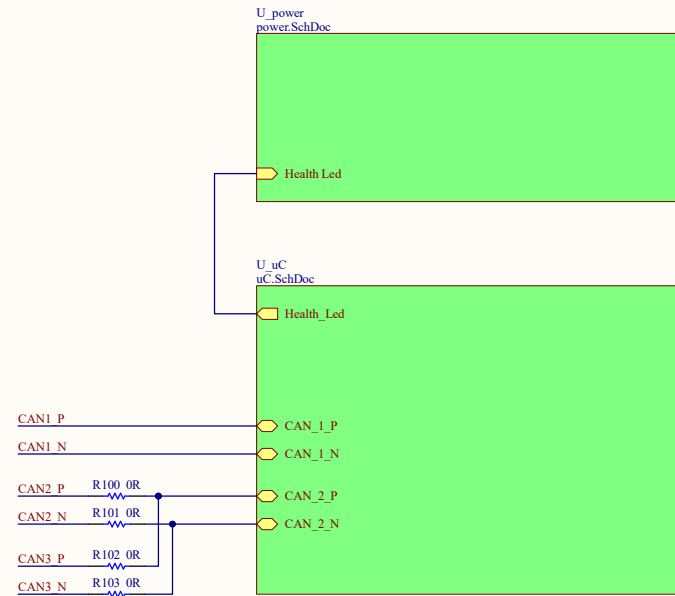 U_power
power.SchDoc
Health Led
U_uC
uC.SchDoc
Health_Led
CAN1_P
CAN_1_P
CAN1_N
CAN_1_N
CAN2_P
R100 0R
CAN_2_P
CAN2_N
R101 0R
CAN_2_N
CAN3_P
R102 0R
CAN3_N
R103 0R